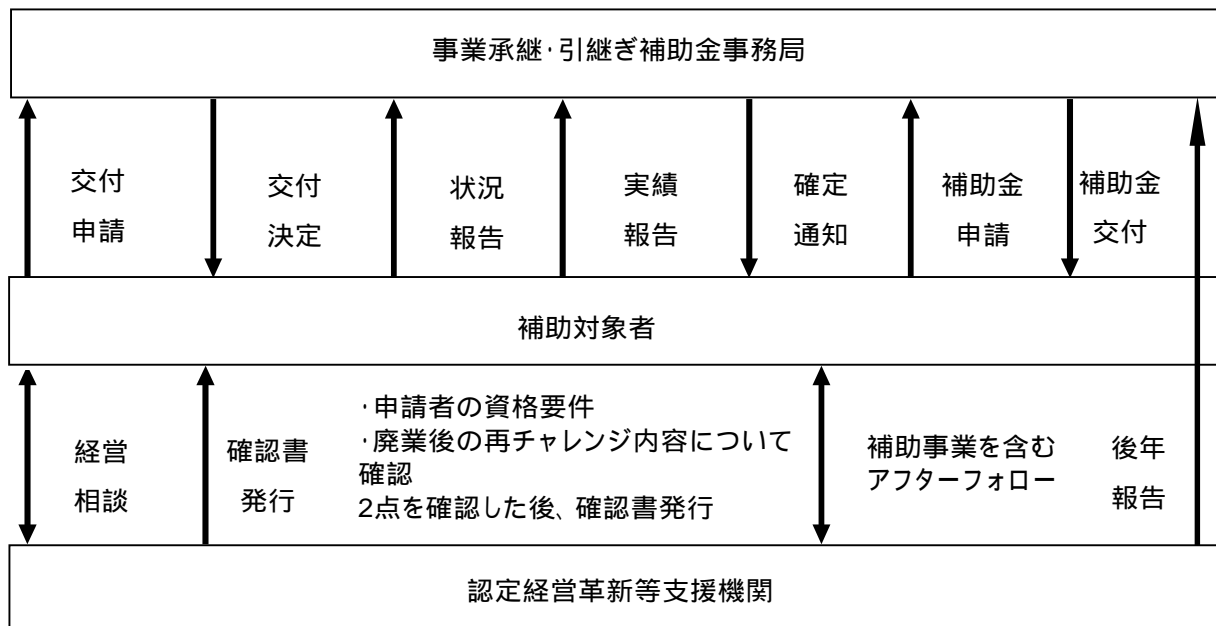 事業承継・引継ぎ補助金事務局
交付
申請
交付
決定
状況
報告
実績
報告
確定
通知
補助金
申請
補助金
交付
補助対象者
経営
相談
確認書
発行
・申請者の資格要件
・廃業後の再チャレンジ内容について
確認
2点を確認した後、確認書発行
補助事業を含む
アフターフォロー
後年
報告
認定経営革新等支援機関